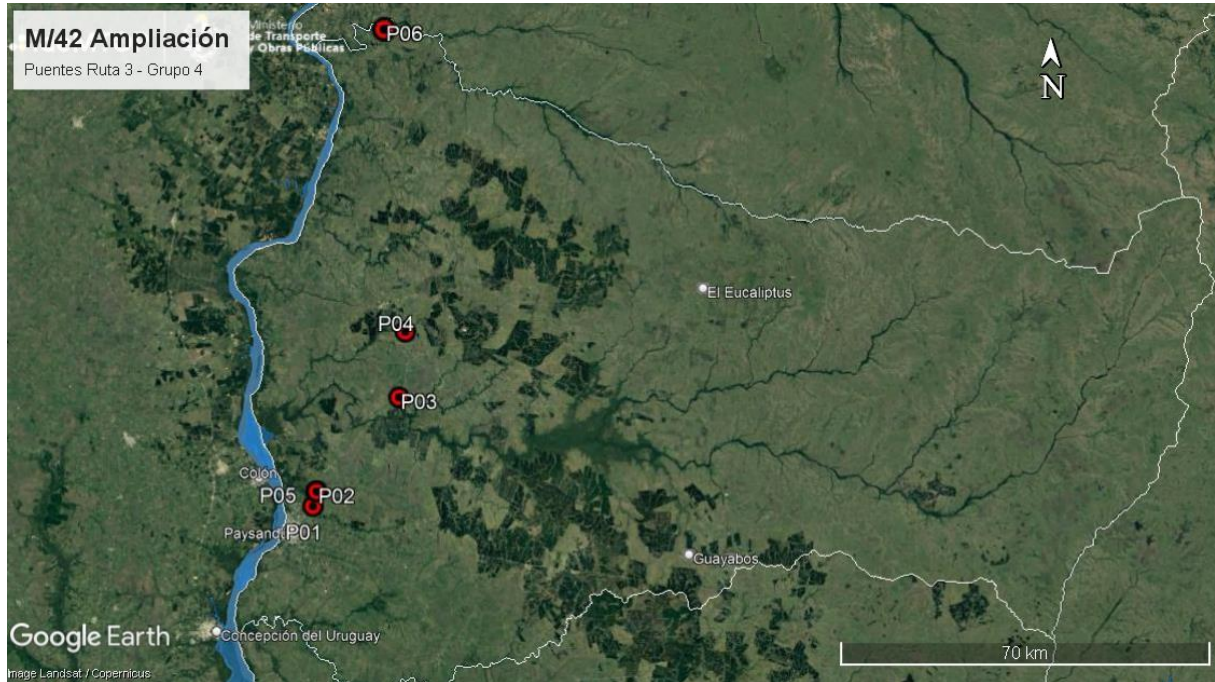 M/42 Ampliación
Puentes Ruta 3 - Grupo 4
Ministerio
de Transporte
y Obras Públicas
P06
N
El Eucaliptus
P04
P03
Colón
P05
P02
P01
Guayabos
Google Earth
Concepción del Uruguay
70 km
Image Landsat / Copernicus